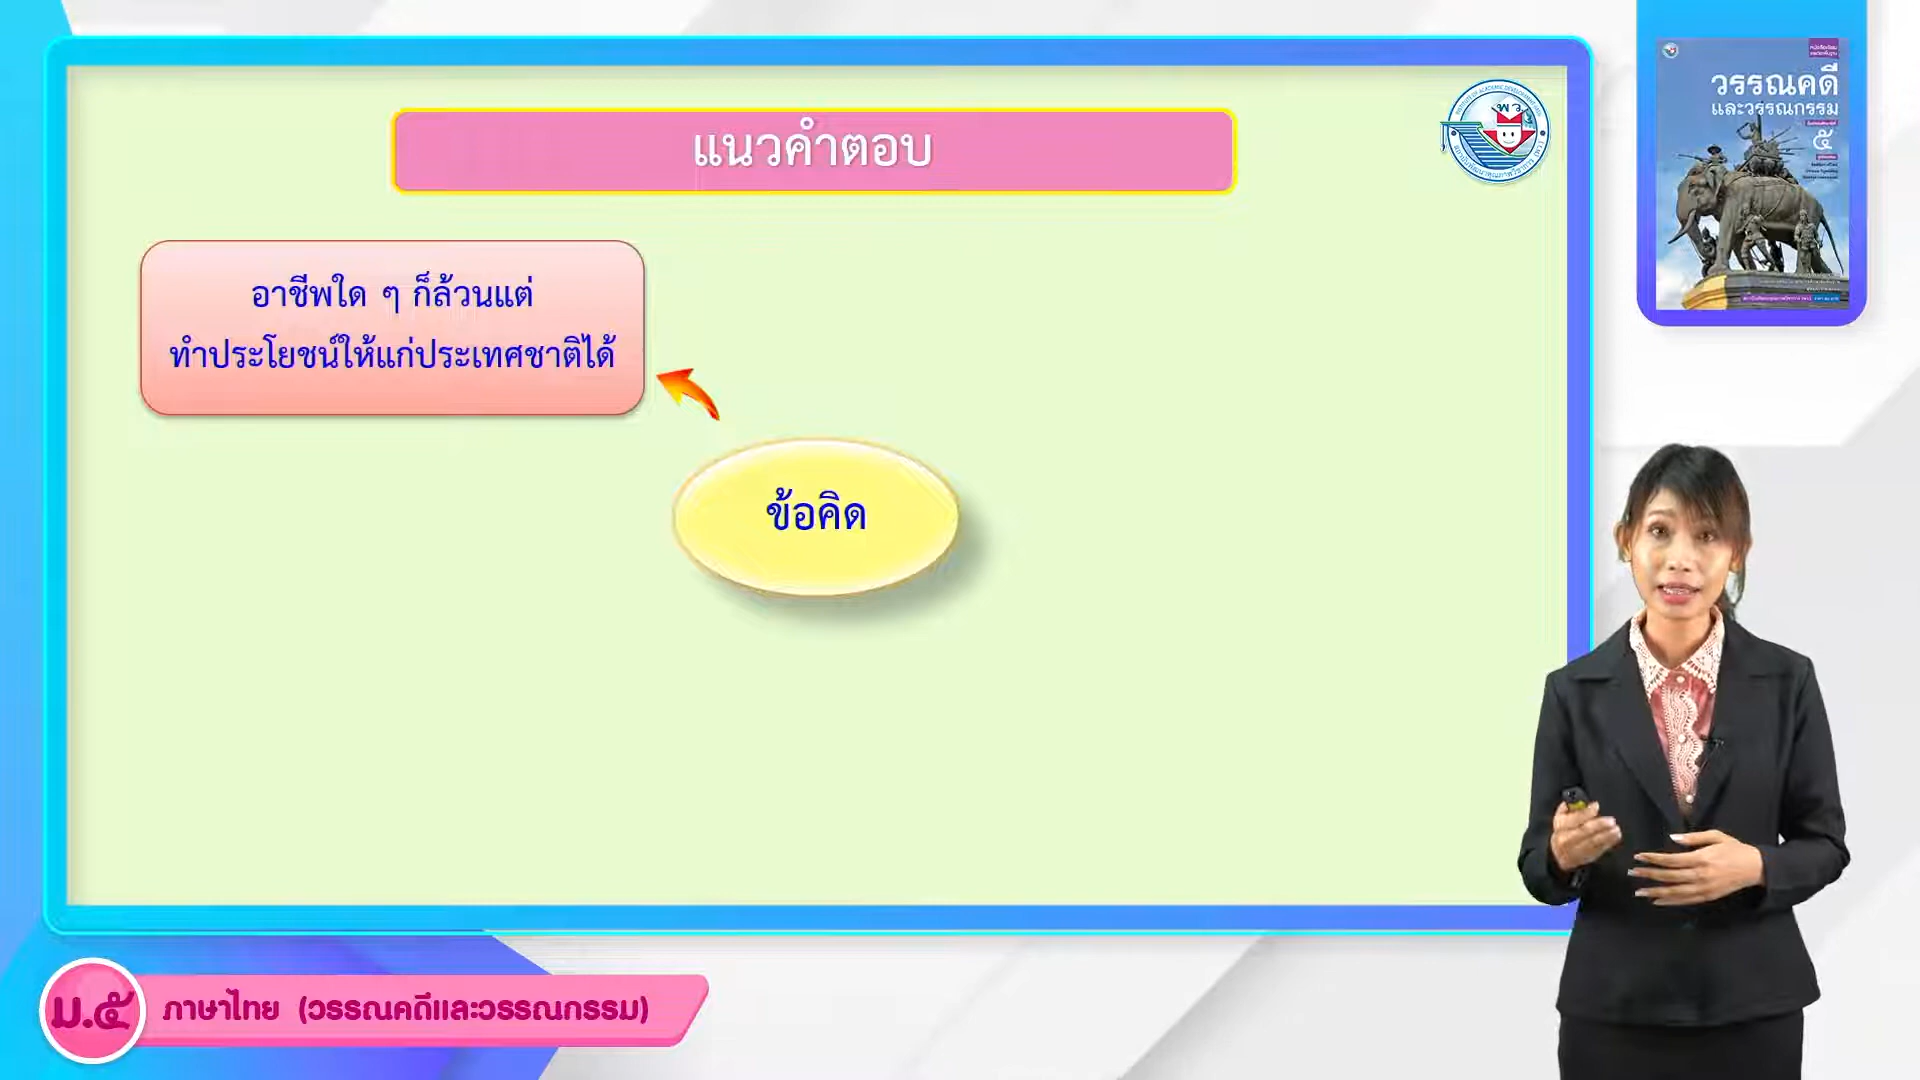 แนวคำตอบ
อาชีพใด ๆ ก็ล้วนแต่
ทำประโยชน์ให้แก่ประเทศชาติได้
ข้อคิด
พว.
วรรณคดี
และวรรณกรรม
๕
ม.๕
ภาษาไทย (วรรณคดีและวรรณกรรม)